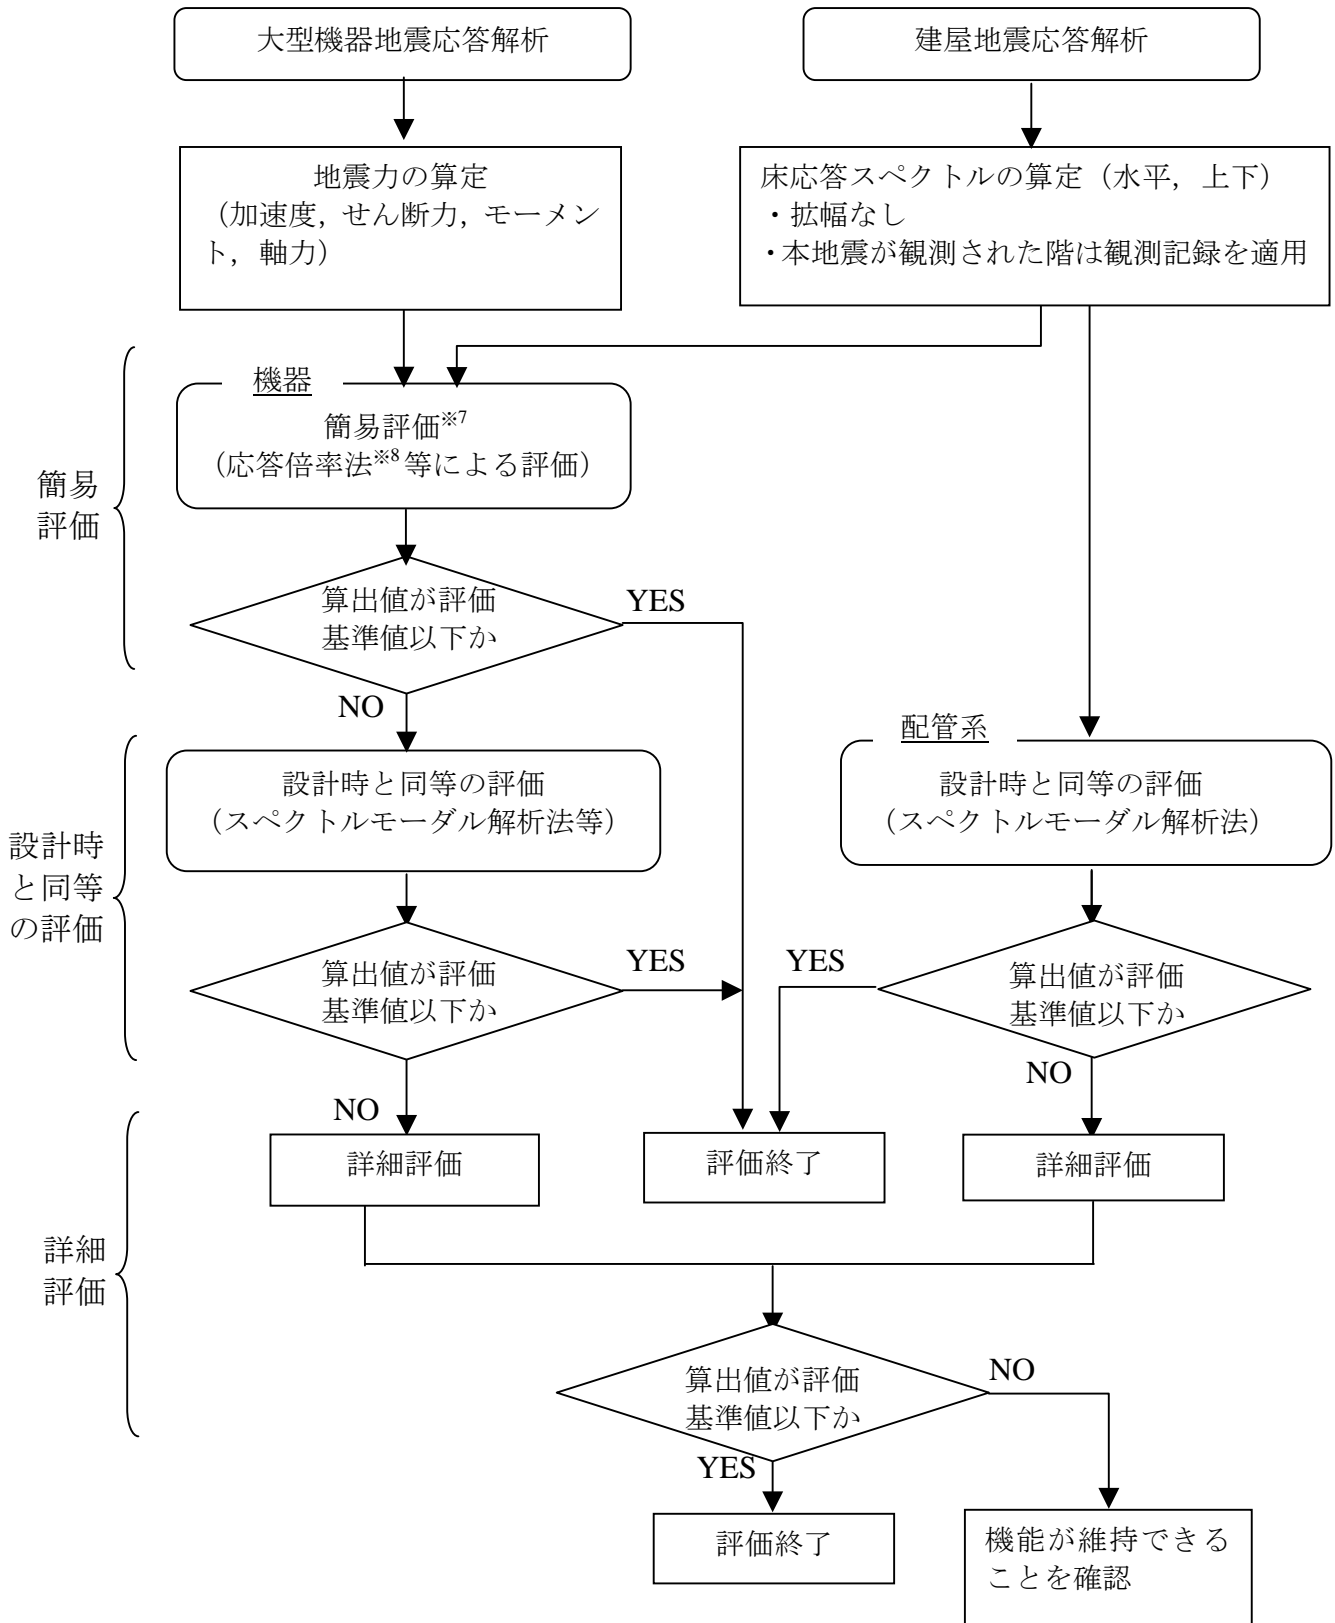 大型機器地震応答解析
建屋地震応答解析
地震力の算定
(加速度,せん断力,モーメン
ト,軸力)
床応答スペクトルの算定(水平,上下)
・拡幅なし
・本地震が観測された階は観測記録を適用
機器
簡易評価※7
(応答倍率法※8等による評価)
簡易
評価
算出値が評価
基準値以下か
YES
NO
配管系
設計時と同等の評価
(スペクトルモーダル解析法等)
設計時と同等の評価
(スペクトルモーダル解析法)
設計時
と同等
の評価
算出値が評価
基準値以下か
YES
YES
算出値が評価
基準値以下か
NO
NO
詳細評価
評価終了
詳細評価
詳細
評価
算出値が評価
基準値以下か
NO
YES
評価終了
機能が維持できる
ことを確認